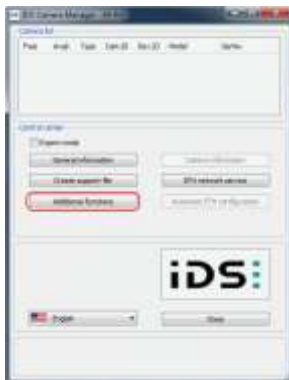 IDS Camera Manager
Camera list
Free Avail. Type Cam.ID Dev.ID Model SerNo.
Control center
Expert mode
General information
Camera information
Create support file
ETH network service
Additional functions
Automatic ETH configuration
iDS:
English
Close